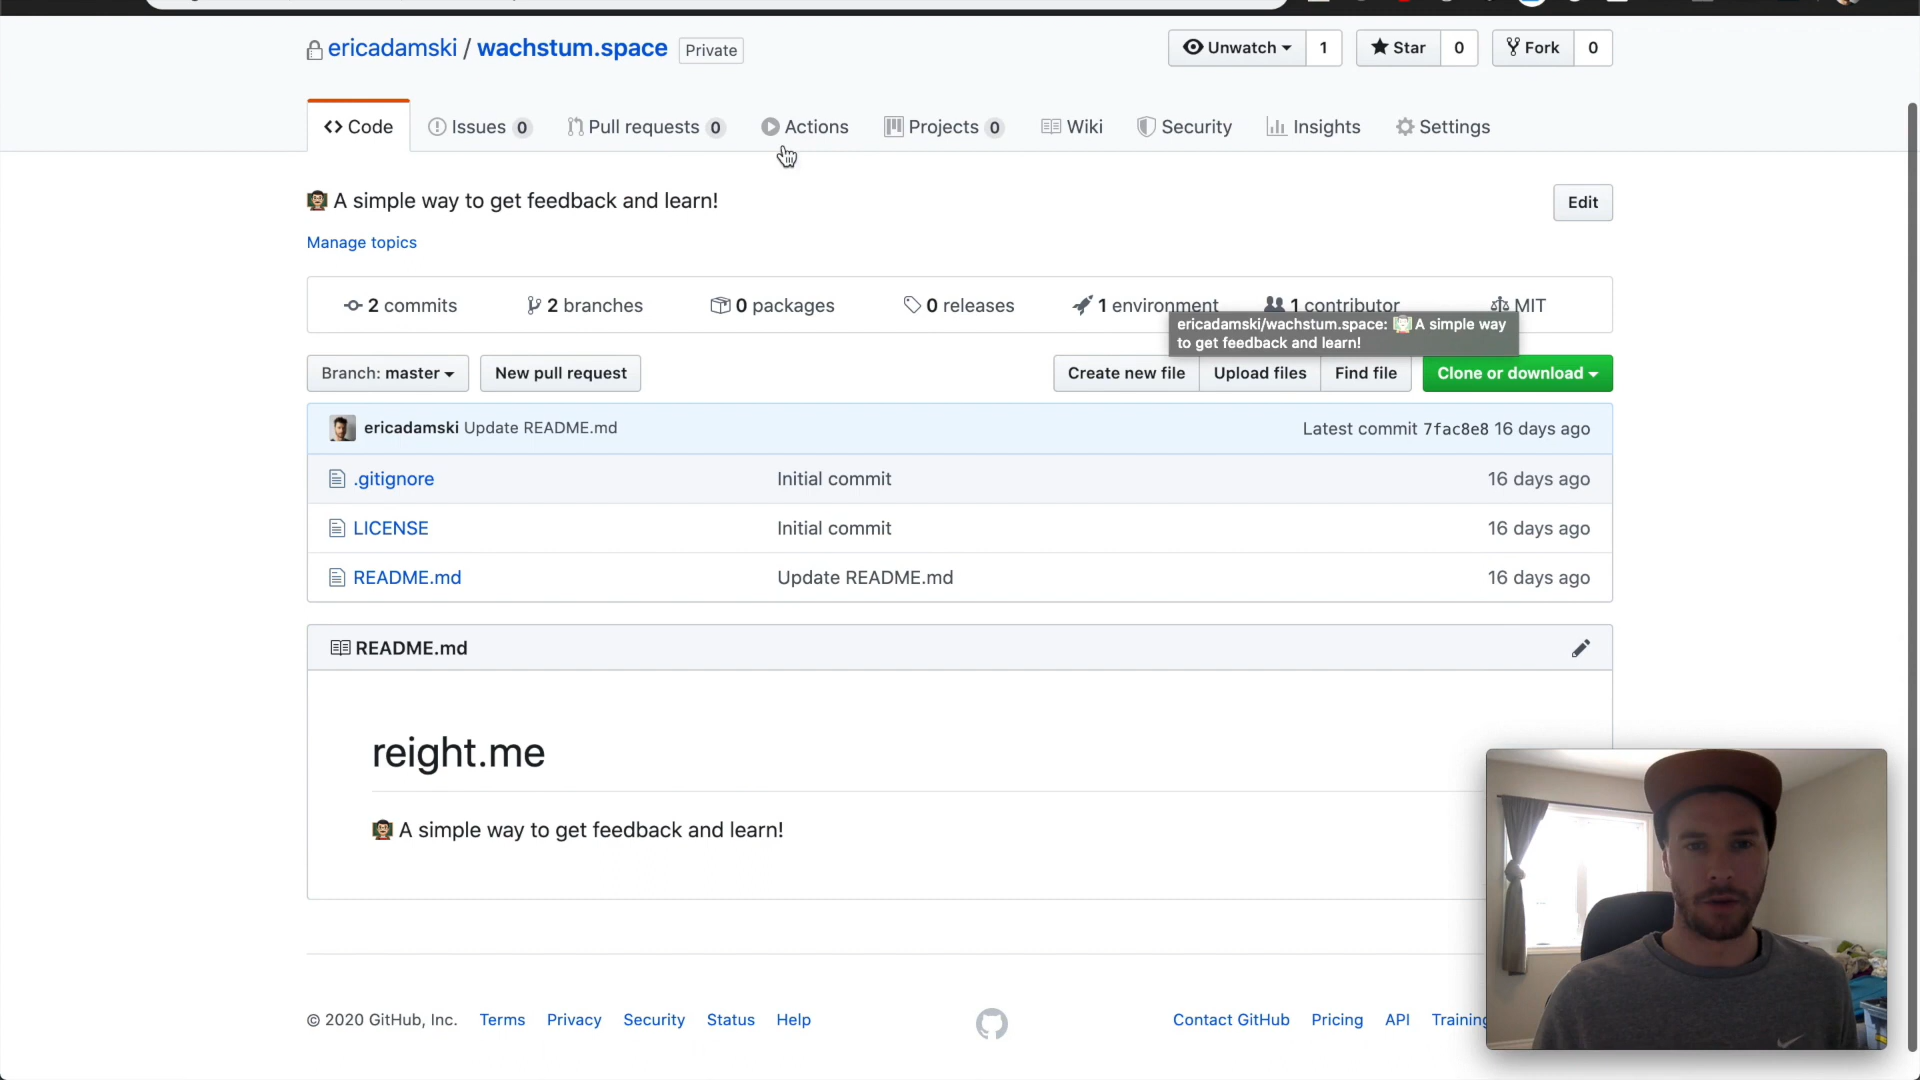 ericadamski / wachstum.space Private
Unwatch 1 Star 0 Fork 0
Code Issues 0 Pull requests 0 Actions Projects 0 Wiki Security Insights Settings
A simple way to get feedback and learn!
Edit
Manage topics
2 commits 2 branches 0 packages 0 releases 1 environment 1 contributor MIT
ericadamski/wachstum.space: A simple way
to get feedback and learn!
Branch: master New pull request Create new file Upload files Find file Clone or download
ericadamski Update README.md Latest commit 7fac8e8 16 days ago
.gitignore Initial commit 16 days ago
LICENSE Initial commit 16 days ago
README.md Update README.md 16 days ago
README.md
reight.me
A simple way to get feedback and learn!
© 2020 GitHub, Inc. Terms Privacy Security Status Help Contact GitHub Pricing API Training